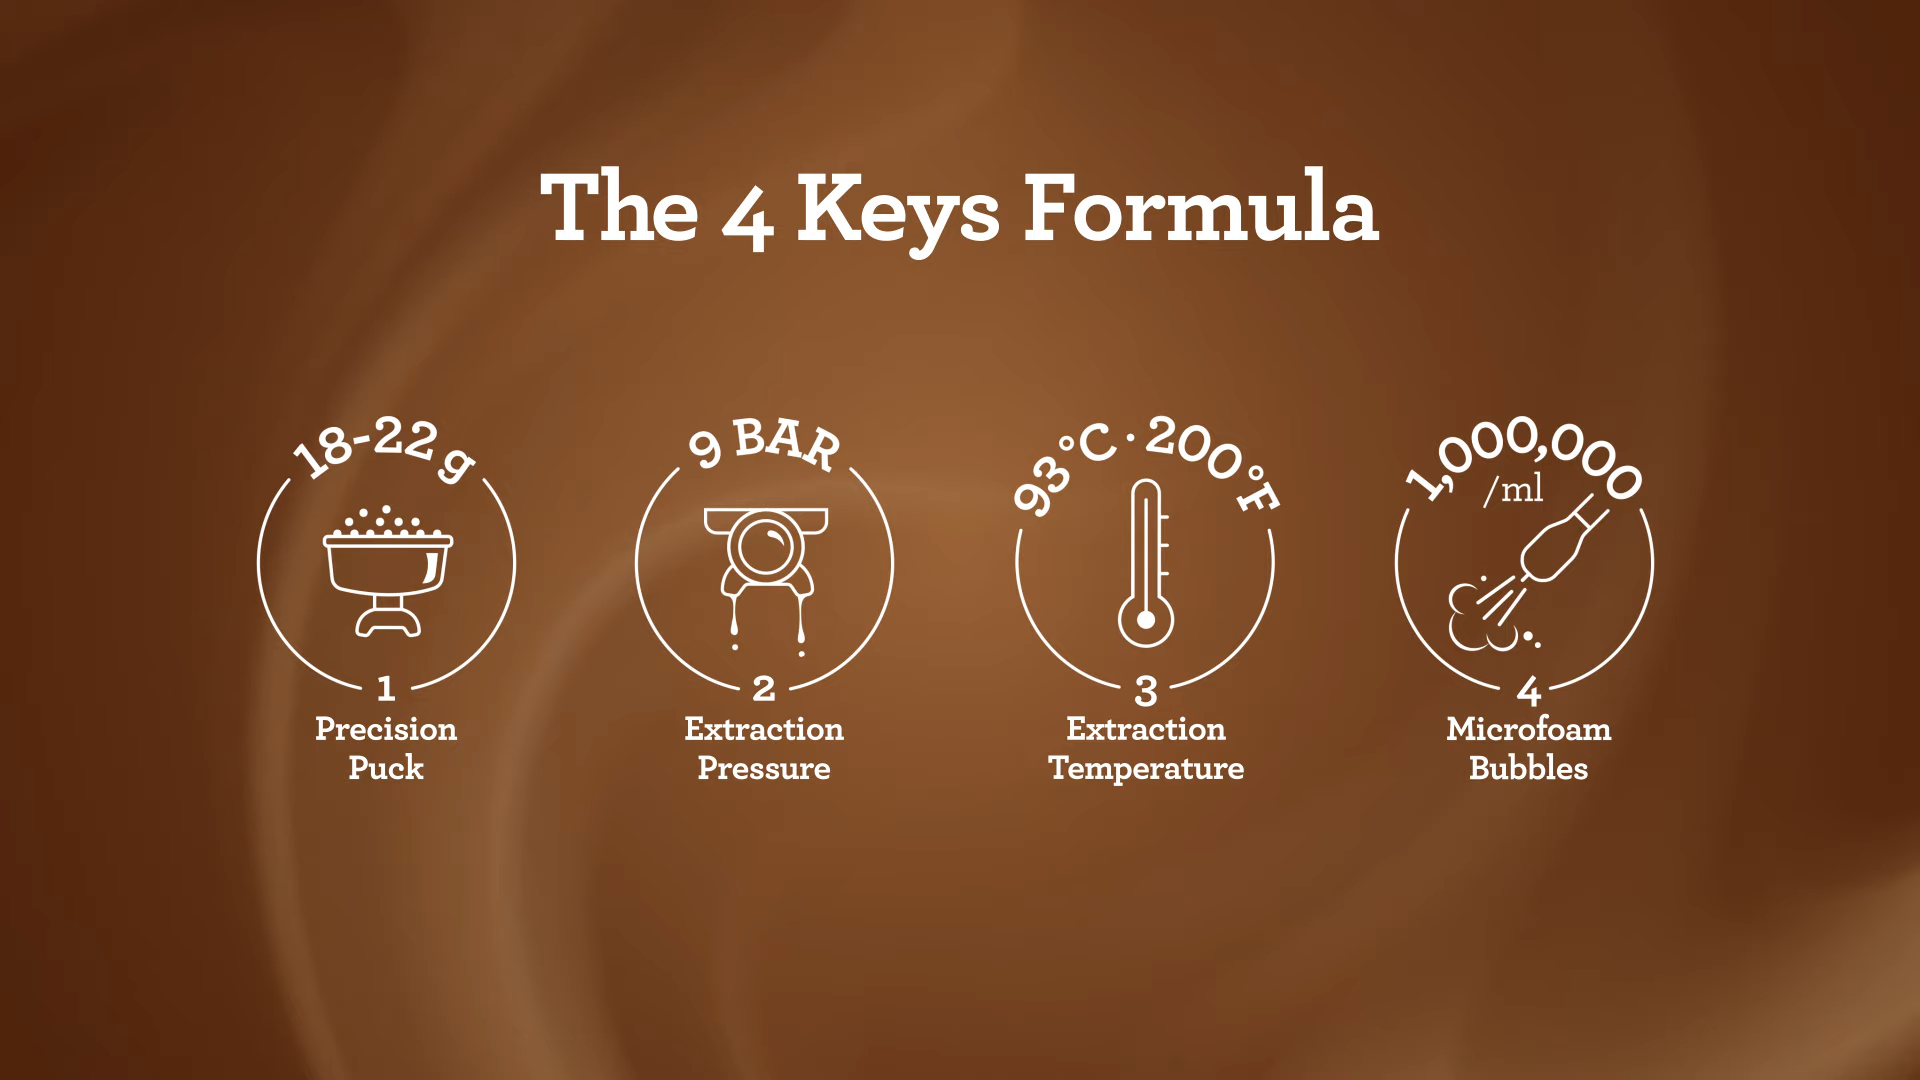 The 4 Keys Formula
18-22 g
1
Precision
Puck
9 BAR
2
Extraction
Pressure
93°C · 200°F
3
Extraction
Temperature
1,000,000
/ml
4
Microfoam
Bubbles